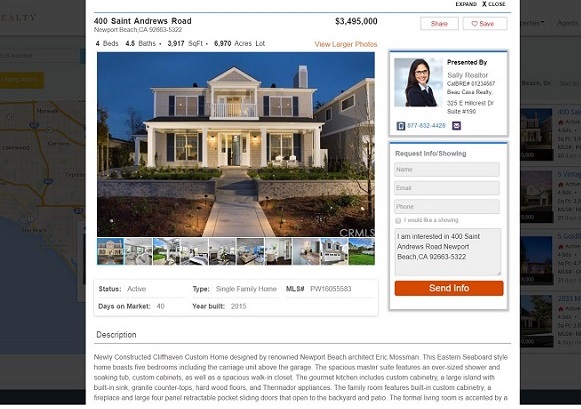 EXPAND X CLOSE
EALTY
Properties
Agents
400 Saint Andrews Road
$3,495,000
Newport Beach,CA 92663-5322
Share
Save
4 Beds 4.5 Baths • 3,917 SqFt • 6,970 Acres Lot
View Larger Photos
Presented By
Sally Realtor
CalBRE# 01234567
Beau Casa Realty,
325 E Hillcrest Dr
Suite #190
877-832-4428
Request Info/Showing
Name
Email
Phone
I would like a showing
I am interested in 400 Saint
Andrews Road Newport
Beach,CA 92663-5322
Send Info
CRMLS
Status: Active Type: Single Family Home MLS# PW16055583
Days on Market: 40 Year built: 2015
Description
Newly Constructed Cliffhaven Custom Home designed by renowned Newport Beach architect Eric Mossman. This Eastern Seaboard style
home boasts five bedrooms including the carriage unit above the garage. The spacious master suite features an over-sized shower and
soaking tub, custom cabinets, as well as a spacious walk-in closet. The gourmet kitchen includes custom cabinetry, a large island with
built-in sink, granite counter-tops, hard wood floors, and Thermador appliances. The family room features built-in custom cabinetry, a
fireplace and large four panel retractable pocket sliding doors that open to the backyard and patio. The formal living room is accented by a